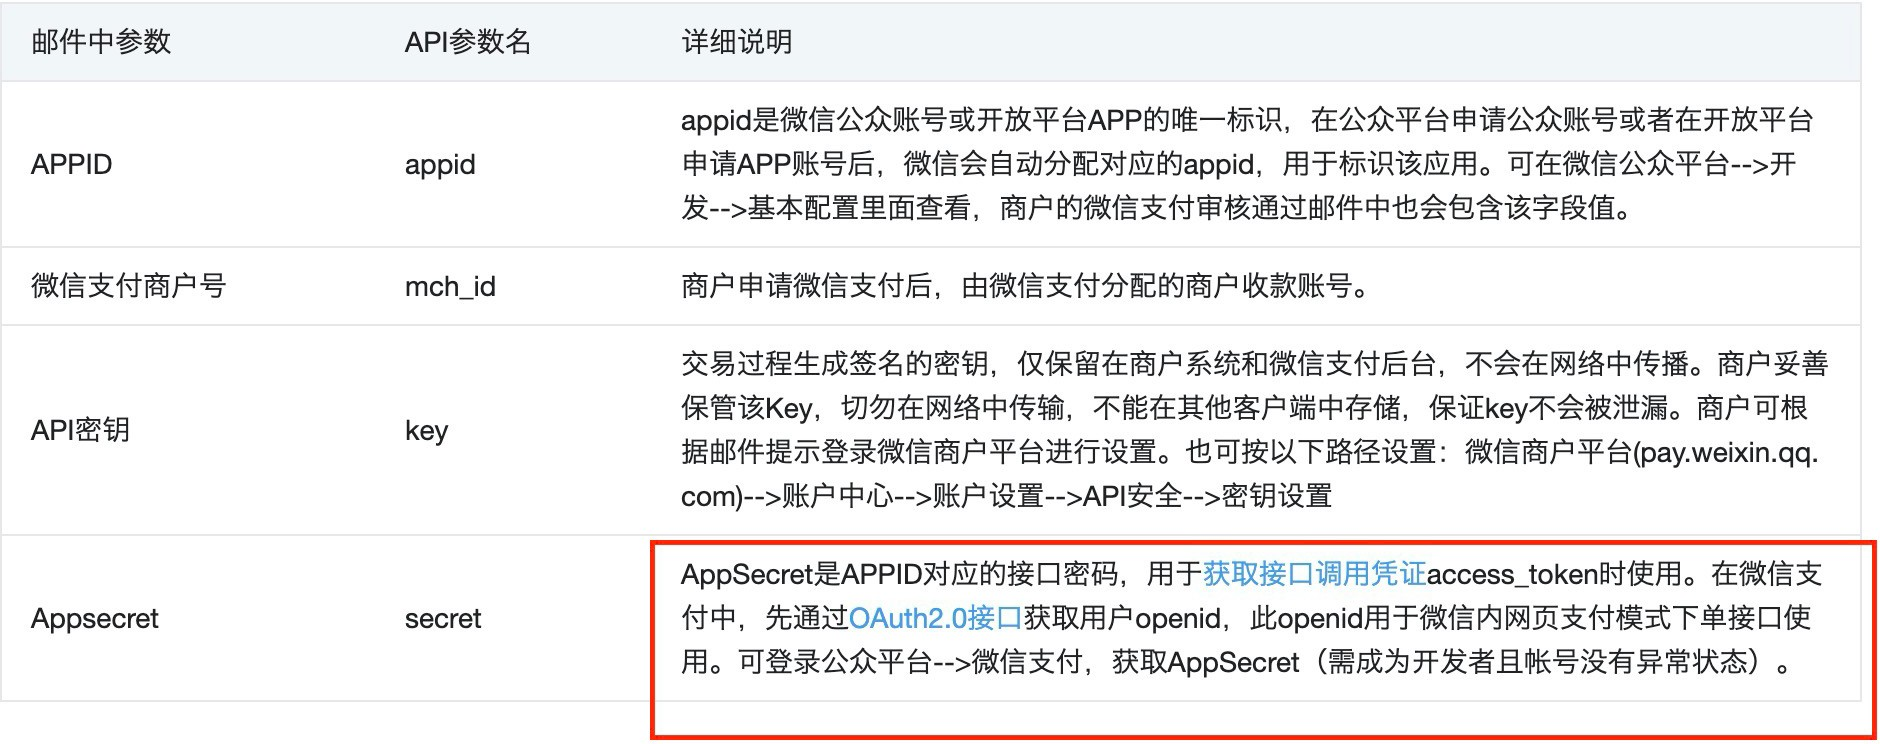 邮件中参数 API参数名 详细说明
appid是微信公众账号或开放平台APP的唯一标识，在公众平台申请公众账号或者在开放平台
APPID appid 申请APP账号后，微信会自动分配对应的appid，用于标识该应用。可在微信公众平台-->开
发-->基本配置里面查看，商户的微信支付审核通过邮件中也会包含该字段值。
微信支付商户号 mch_id 商户申请微信支付后，由微信支付分配的商户收款账号。
交易过程生成签名的密钥，仅保留在商户系统和微信支付后台，不会在网络中传播。商户妥善
保管该Key，切勿在网络中传输，不能在其他客户端中存储，保证key不会被泄漏。商户可根
API密钥 key 据邮件提示登录微信商户平台进行设置。也可按以下路径设置：微信商户平台(pay.weixin.qq.
com)-->账户中心-->账户设置-->API安全-->密钥设置
AppSecret是APPID对应的接口密码，用于获取接口调用凭证access_token时使用。在微信支
Appsecret secret 付中，先通过OAuth2.0接口获取用户openid，此openid用于微信内网页支付模式下单接口使
用。可登录公众平台-->微信支付，获取AppSecret（需成为开发者且帐号没有异常状态）。